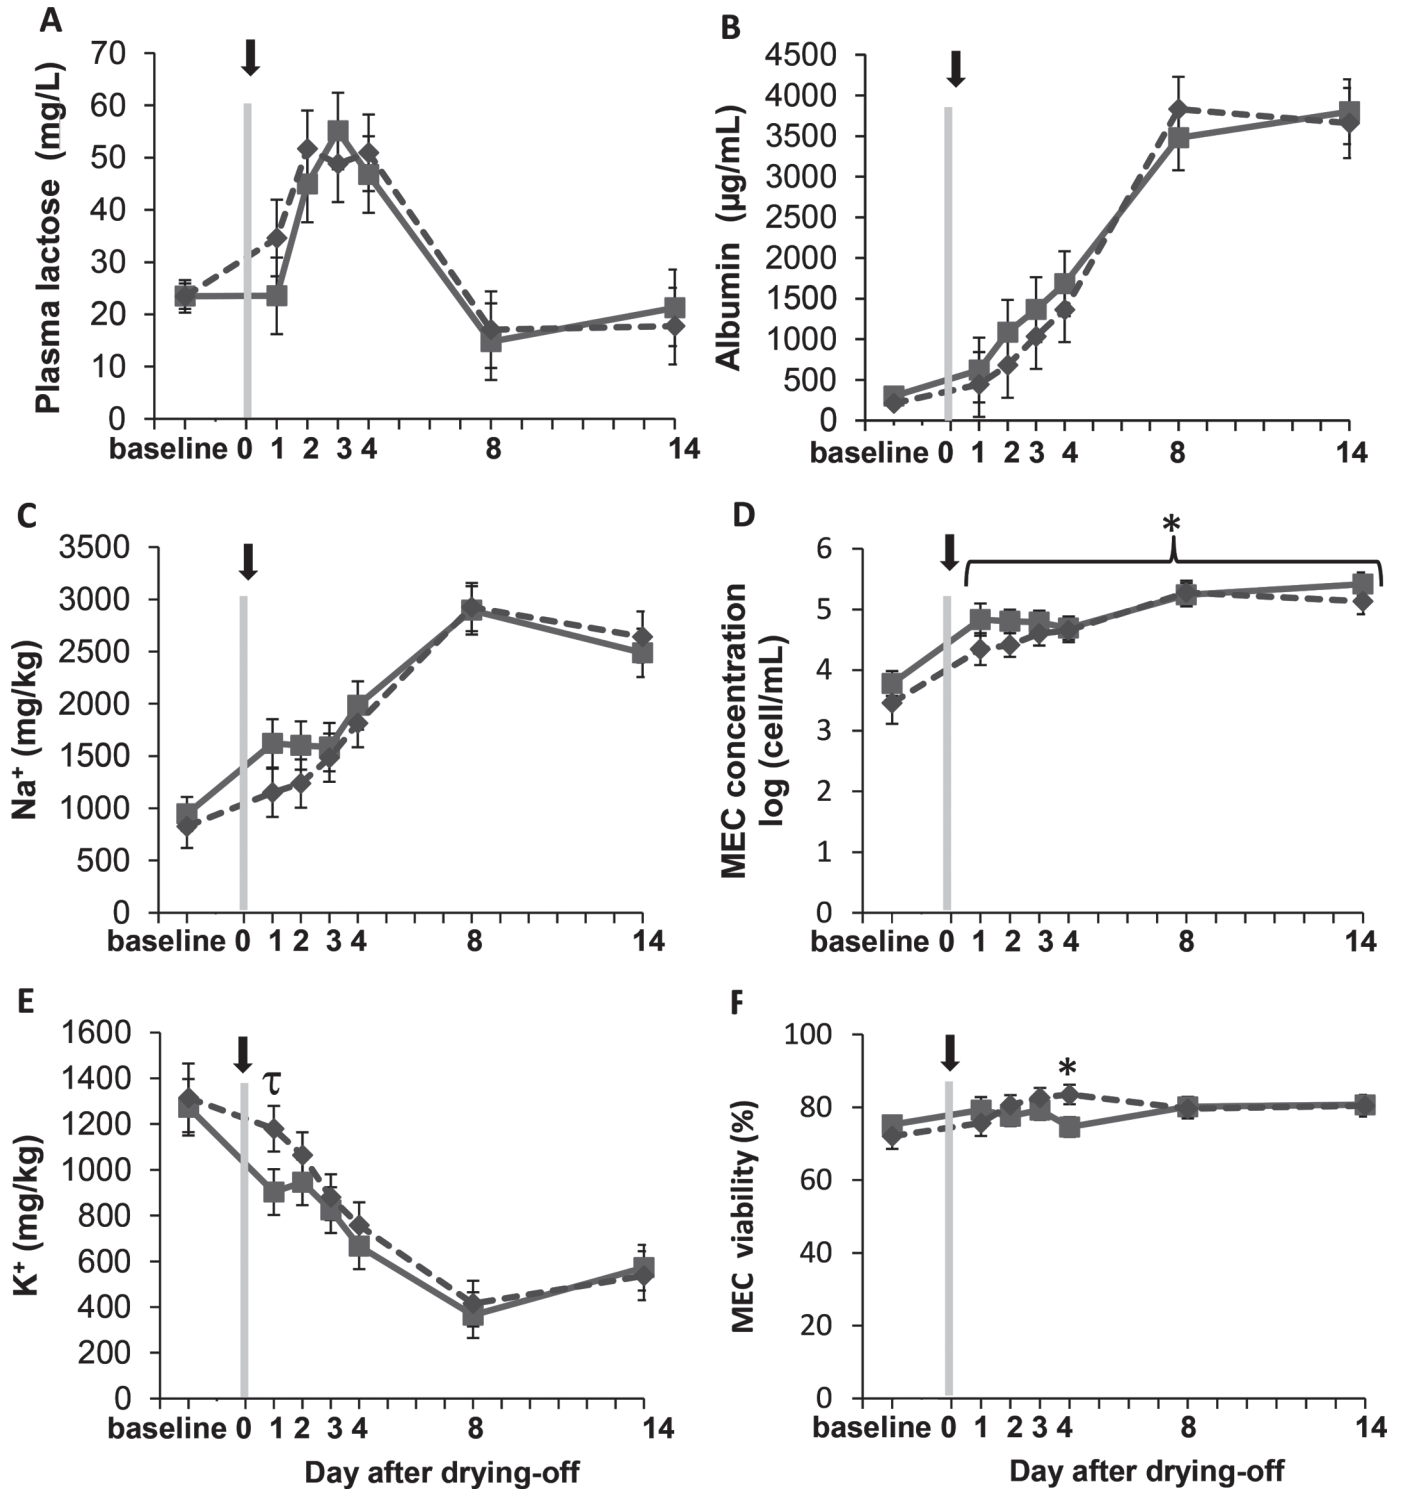 A
Plasma lactose (mg/L)
70
60
50
40
30
20
10
0
baseline 0 1 2 3 4 8 14
B
Albumin (µg/mL)
4500
4000
3500
3000
2500
2000
1500
1000
500
0
baseline 0 1 2 3 4 8 14
C
Na⁺ (mg/kg)
3500
3000
2500
2000
1500
1000
500
0
baseline 0 1 2 3 4 8 14
D
MEC concentration
log (cell/mL)
*
6
5
4
3
2
1
0
baseline 0 1 2 3 4 8 14
E
K⁺ (mg/kg)
1600
1400
1200
1000
800
600
400
200
0
τ
baseline 0 1 2 3 4 8 14
Day after drying-off
F
MEC viability (%)
100
80
60
40
20
0
*
baseline 0 1 2 3 4 8 14
Day after drying-off